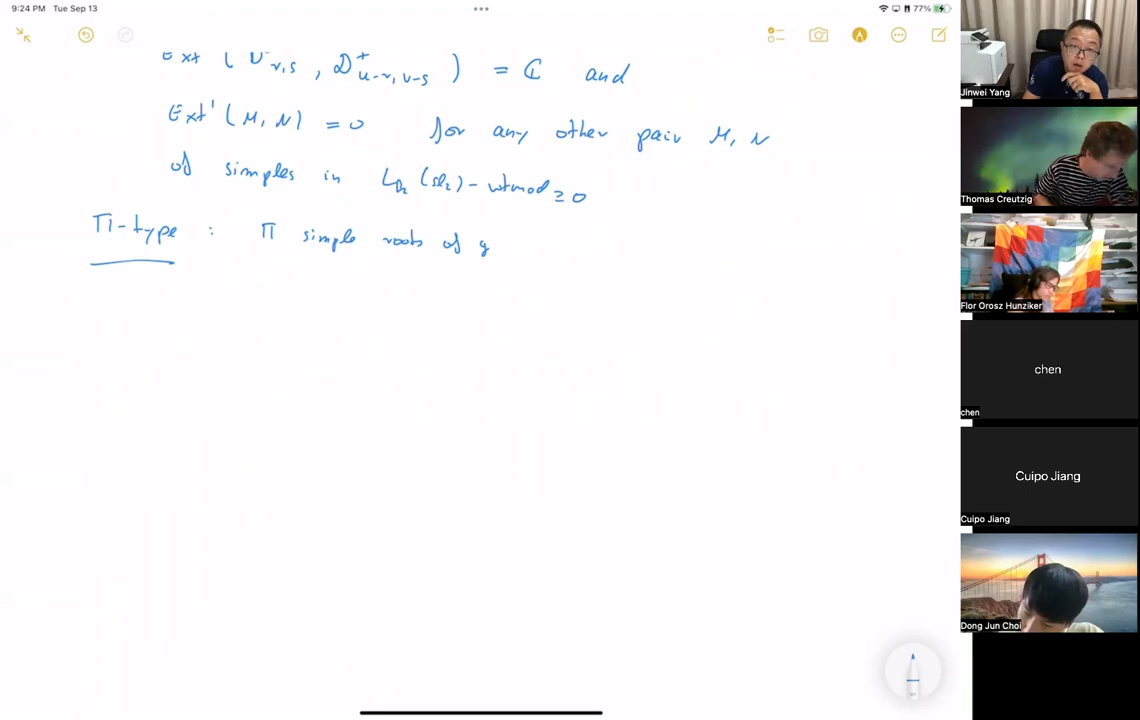 9:24 PM Tue Sep 13
77%
Ext ( D⁻ᵣ,ₛ , D⁺ᵤ₋ᵣ,ᵥ₋ₛ ) = ℂ and
Ext¹ ( M, N ) = 0 for any other pair M, N
of simples in L_k (sl₂) - wtmod ≥ 0
Π-type : Π simple roots of g
Jinwei Yang
Thomas Creutzig
Flor Orosz Hunziker
chen
chen
Cuipo Jiang
Cuipo Jiang
Dong Jun Choi